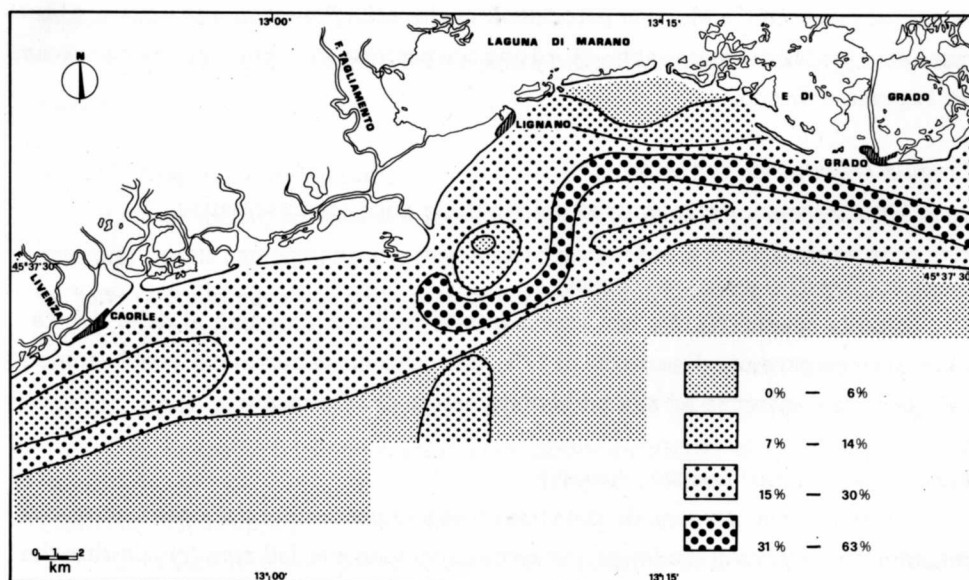 13°00'
13°15'
N
F. TAGLIAMENTO
LAGUNA DI MARANO
E DI
GRADO
LIGNANO
GRADO
45°37'30
F. LIVENZA
CAORLE
45°37'30
0% — 6%
7% — 14%
15% — 30%
31% — 63%
0 1 2
km
13°00'
13°15'